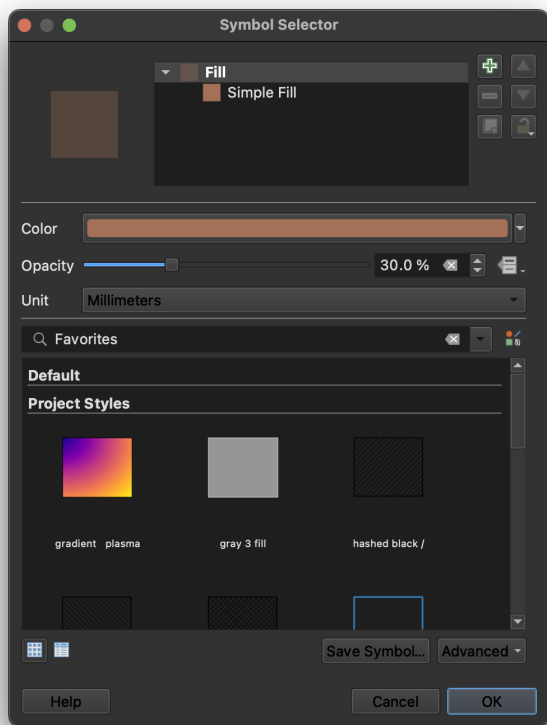 Symbol Selector
Fill
Simple Fill
Color
Opacity 30.0 %
Unit Millimeters
Favorites
Default
Project Styles
gradient plasma gray 3 fill hashed black /
Save Symbol... Advanced
Help Cancel OK